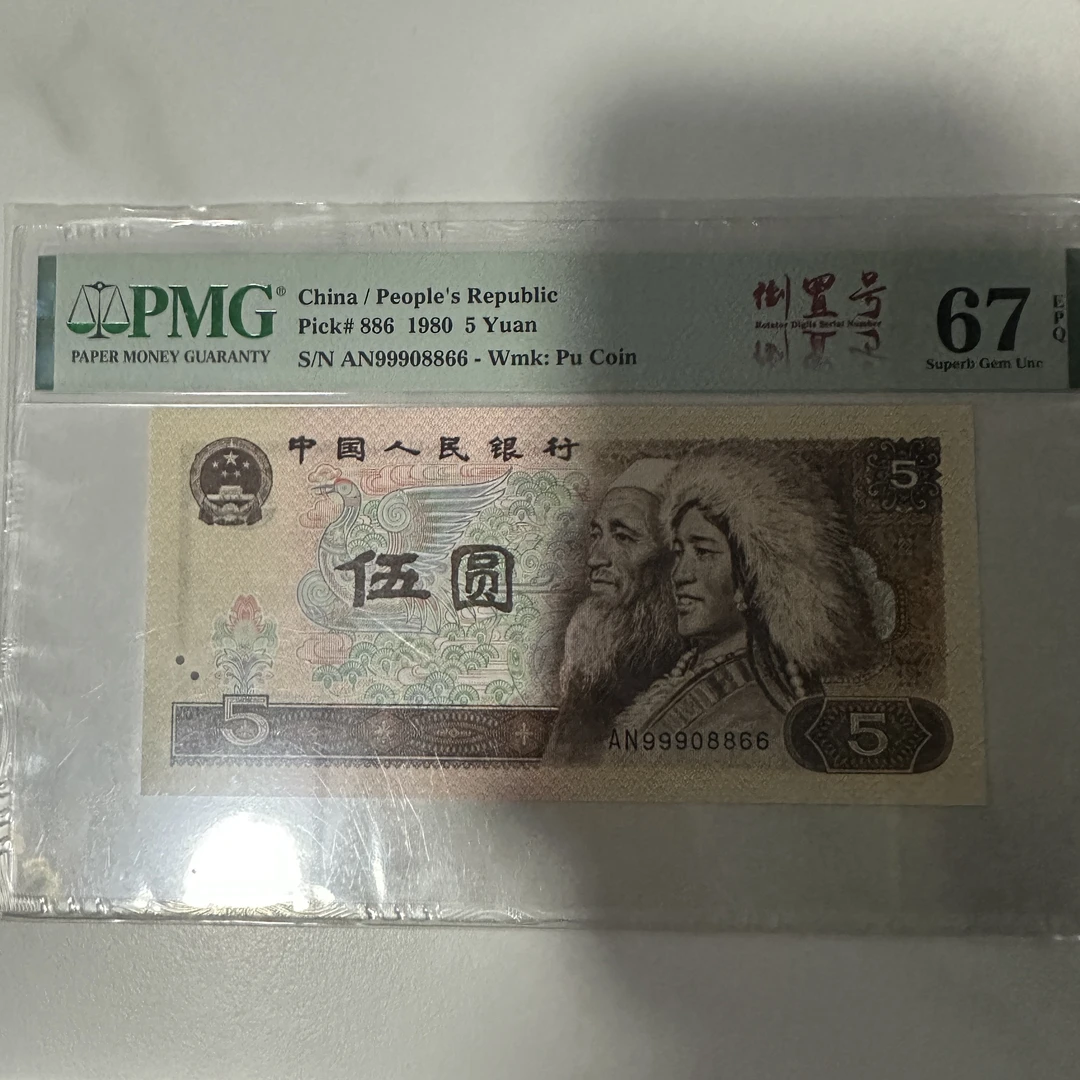 PMG®
PAPER MONEY GUARANTY
China / People's Republic
Pick# 886 1980 5 Yuan
S/N AN99908866 - Wmk: Pu Coin
倒置号
Rotator Digits Serial Number
67
EPQ
Superb Gem Unc
中国人民银行
5
伍圆
5
AN99908866
5